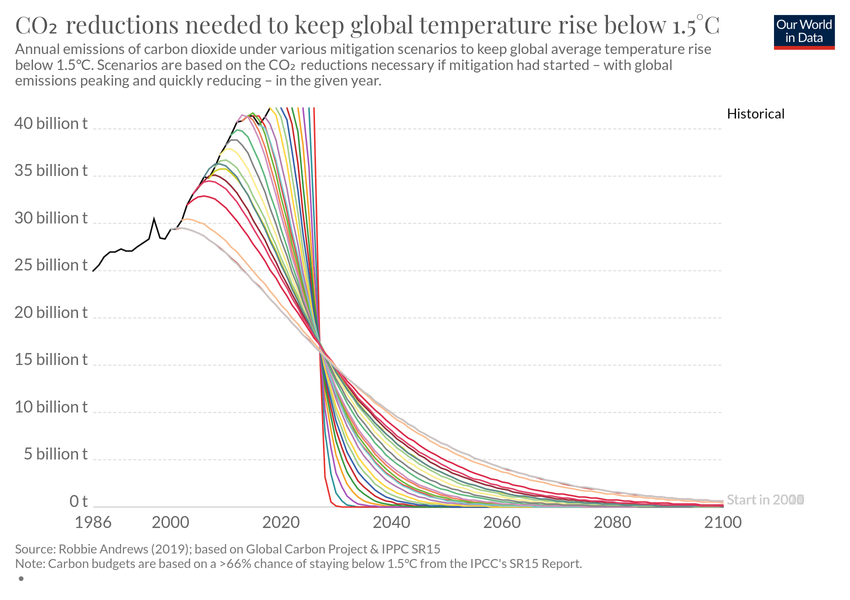 CO₂ reductions needed to keep global temperature rise below 1.5°C
Our World
in Data
Annual emissions of carbon dioxide under various mitigation scenarios to keep global average temperature rise
below 1.5°C. Scenarios are based on the CO₂ reductions necessary if mitigation had started – with global
emissions peaking and quickly reducing – in the given year.
Historical
40 billion t
35 billion t
30 billion t
25 billion t
20 billion t
15 billion t
10 billion t
5 billion t
0 t
Start in
1986 2000 2020 2040 2060 2080 2100
Source: Robbie Andrews (2019); based on Global Carbon Project & IPPC SR15
Note: Carbon budgets are based on a >66% chance of staying below 1.5°C from the IPCC's SR15 Report.